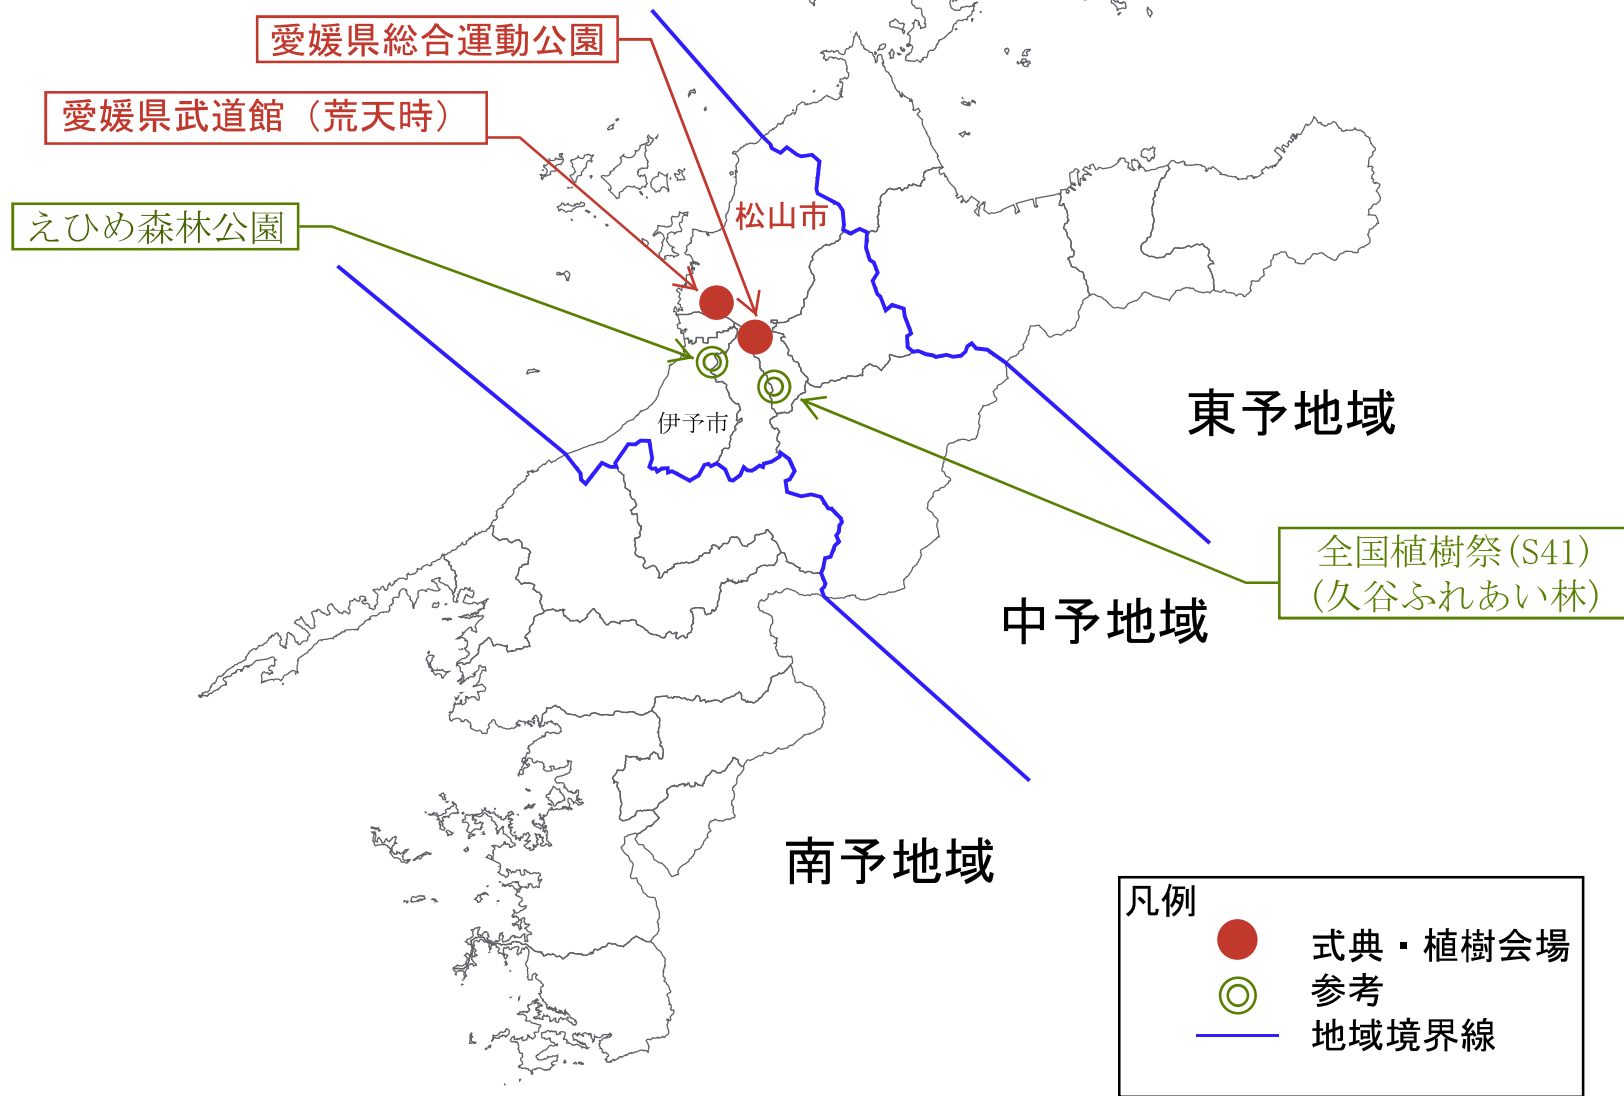 愛媛県総合運動公園
愛媛県武道館（荒天時）
えひめ森林公園
松山市
伊予市
東予地域
全国植樹祭(S41)
(久谷ふれあい林)
中予地域
南予地域
凡例
式典・植樹会場
参考
地域境界線